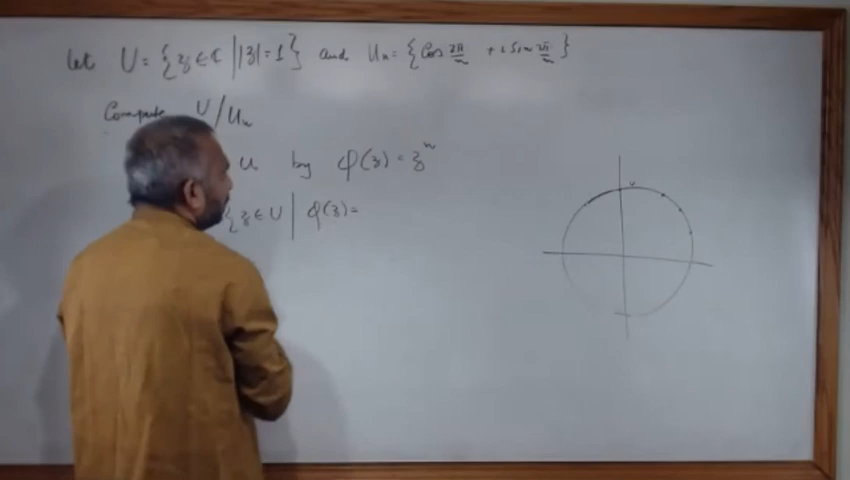 let U = {z ∈ ℂ | |z| = 1} and Uₙ = {Cos 2π/n + i Sin 2π/n}
Compute U/Uₙ
u by φ(z) = zⁿ
{z ∈ U | φ(z) =